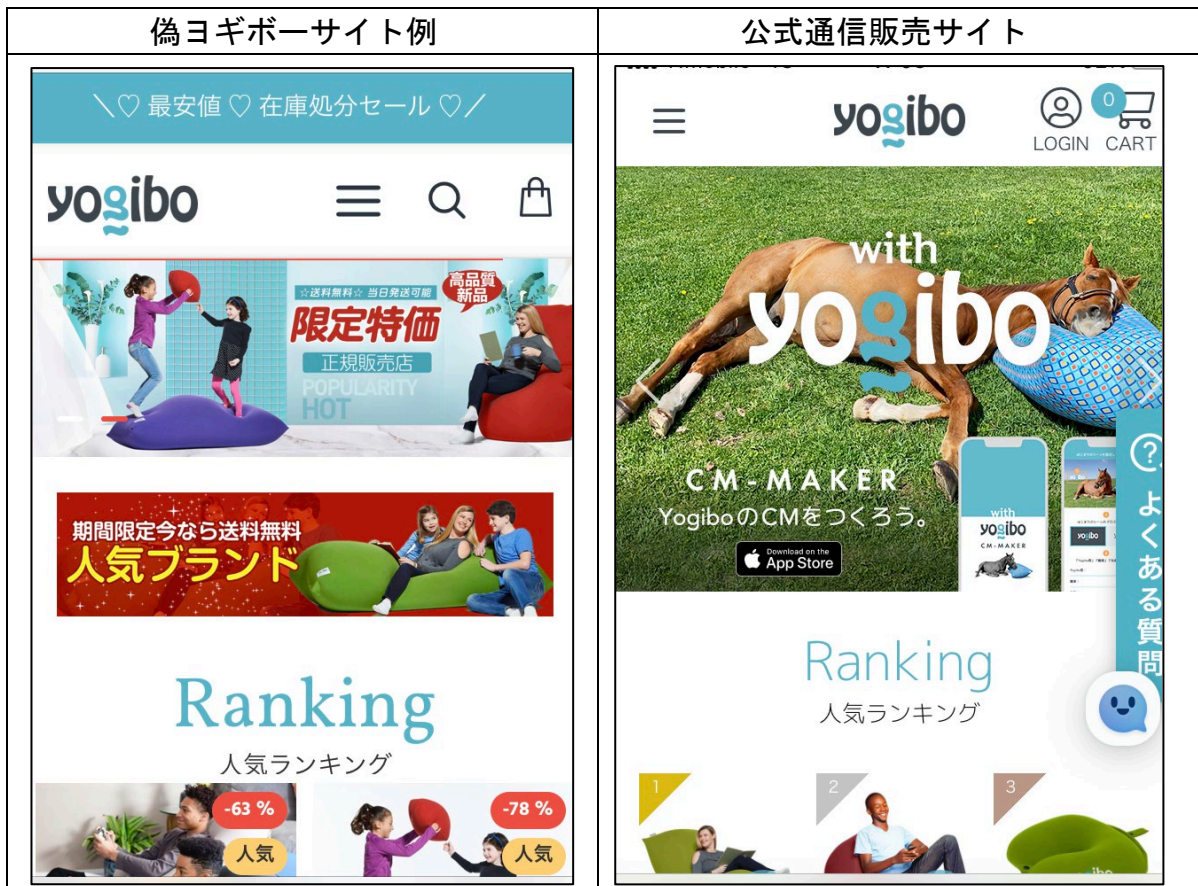 偽ヨギボーサイト例
公式通信販売サイト
＼♡ 最安値 ♡ 在庫処分セール ♡／
yogibo
☆送料無料☆ 当日発送可能
高品質
新品
限定特価
正規販売店
POPULARITY
HOT
期間限定今なら送料無料
人気ブランド
Ranking
人気ランキング
-63 %
人気
-78 %
人気
yogibo
LOGIN
0
CART
with
yogibo
CM-MAKER
YogiboのCMをつくろう。
Download on the
App Store
with
yogibo
CM-MAKER
yogibo
? よくある質問
Ranking
人気ランキング
1
2
3